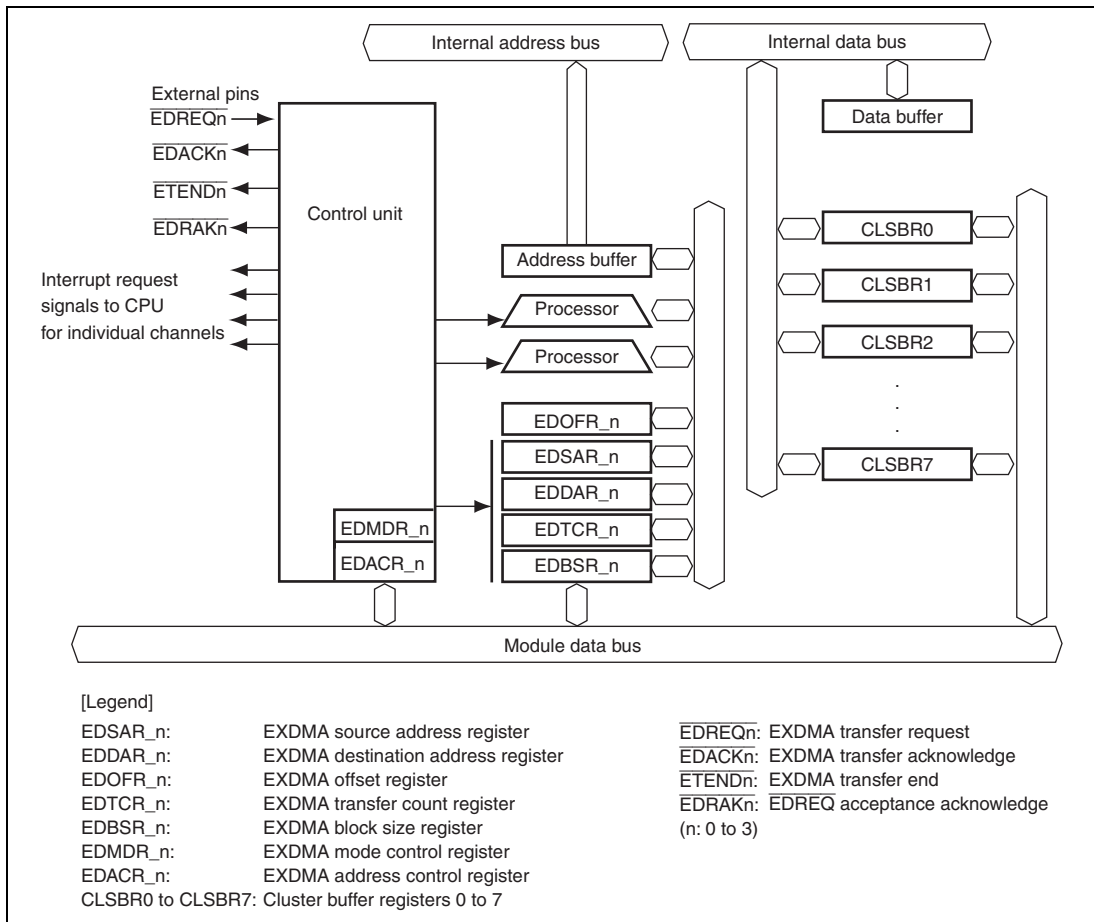 Internal address bus
Internal data bus
External pins
EDREQn
EDACKn
ETENDn
EDRAKn
Interrupt request
signals to CPU
for individual channels
Control unit
EDMDR_n
EDACR_n
Data buffer
Address buffer
Processor
Processor
EDOFR_n
EDSAR_n
EDDAR_n
EDTCR_n
EDBSR_n
CLSBR0
CLSBR1
CLSBR2
.
.
.
CLSBR7
Module data bus
[Legend]
EDSAR_n: EXDMA source address register
EDDAR_n: EXDMA destination address register
EDOFR_n: EXDMA offset register
EDTCR_n: EXDMA transfer count register
EDBSR_n: EXDMA block size register
EDMDR_n: EXDMA mode control register
EDACR_n: EXDMA address control register
CLSBR0 to CLSBR7: Cluster buffer registers 0 to 7
EDREQn: EXDMA transfer request
EDACKn: EXDMA transfer acknowledge
ETENDn: EXDMA transfer end
EDRAKn: EDREQ acceptance acknowledge
(n: 0 to 3)